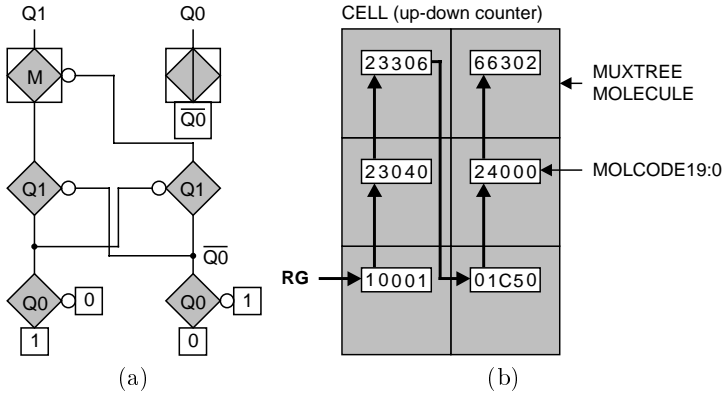 Q1 Q0
M
Q0
Q1 Q1
Q0
Q0 0 Q0 1
1 0
(a)
CELL (up-down counter)
23306 66302
MUXTREE
MOLECULE
23040 24000
MOLCODE19:0
RG
10001 01C50
(b)